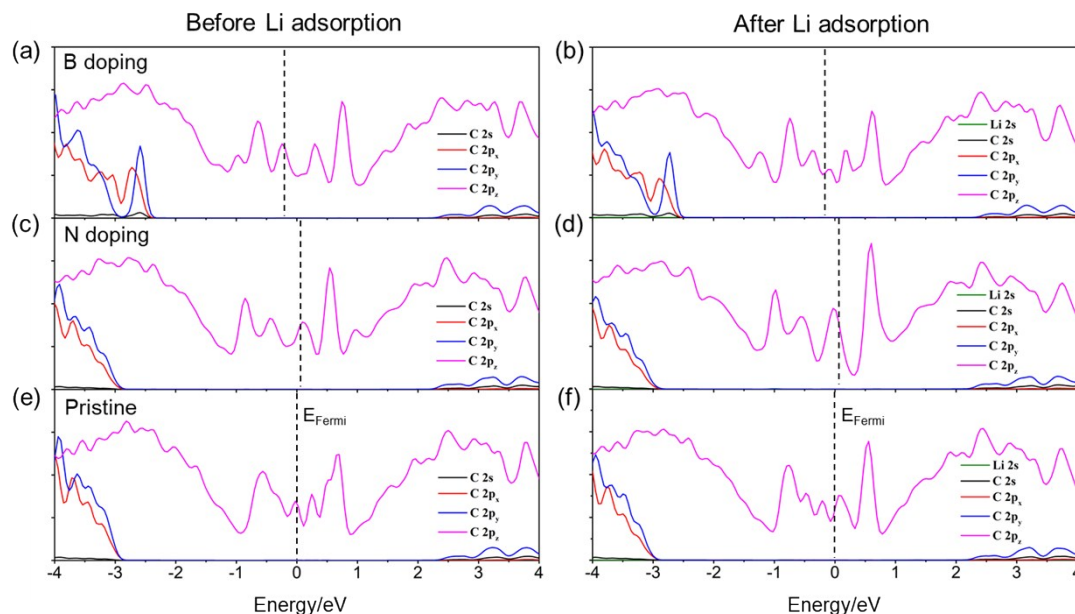 Before Li adsorption
After Li adsorption
(a)
B doping
C 2s
C 2px
C 2py
C 2pz
(b)
Li 2s
C 2s
C 2px
C 2py
C 2pz
(c)
N doping
C 2s
C 2px
C 2py
C 2pz
(d)
Li 2s
C 2s
C 2px
C 2py
C 2pz
(e)
Pristine
EFermi
C 2s
C 2px
C 2py
C 2pz
(f)
EFermi
Li 2s
C 2s
C 2px
C 2py
C 2pz
-4 -3 -2 -1 0 1 2 3 4
-4 -3 -2 -1 0 1 2 3 4
Energy/eV
Energy/eV